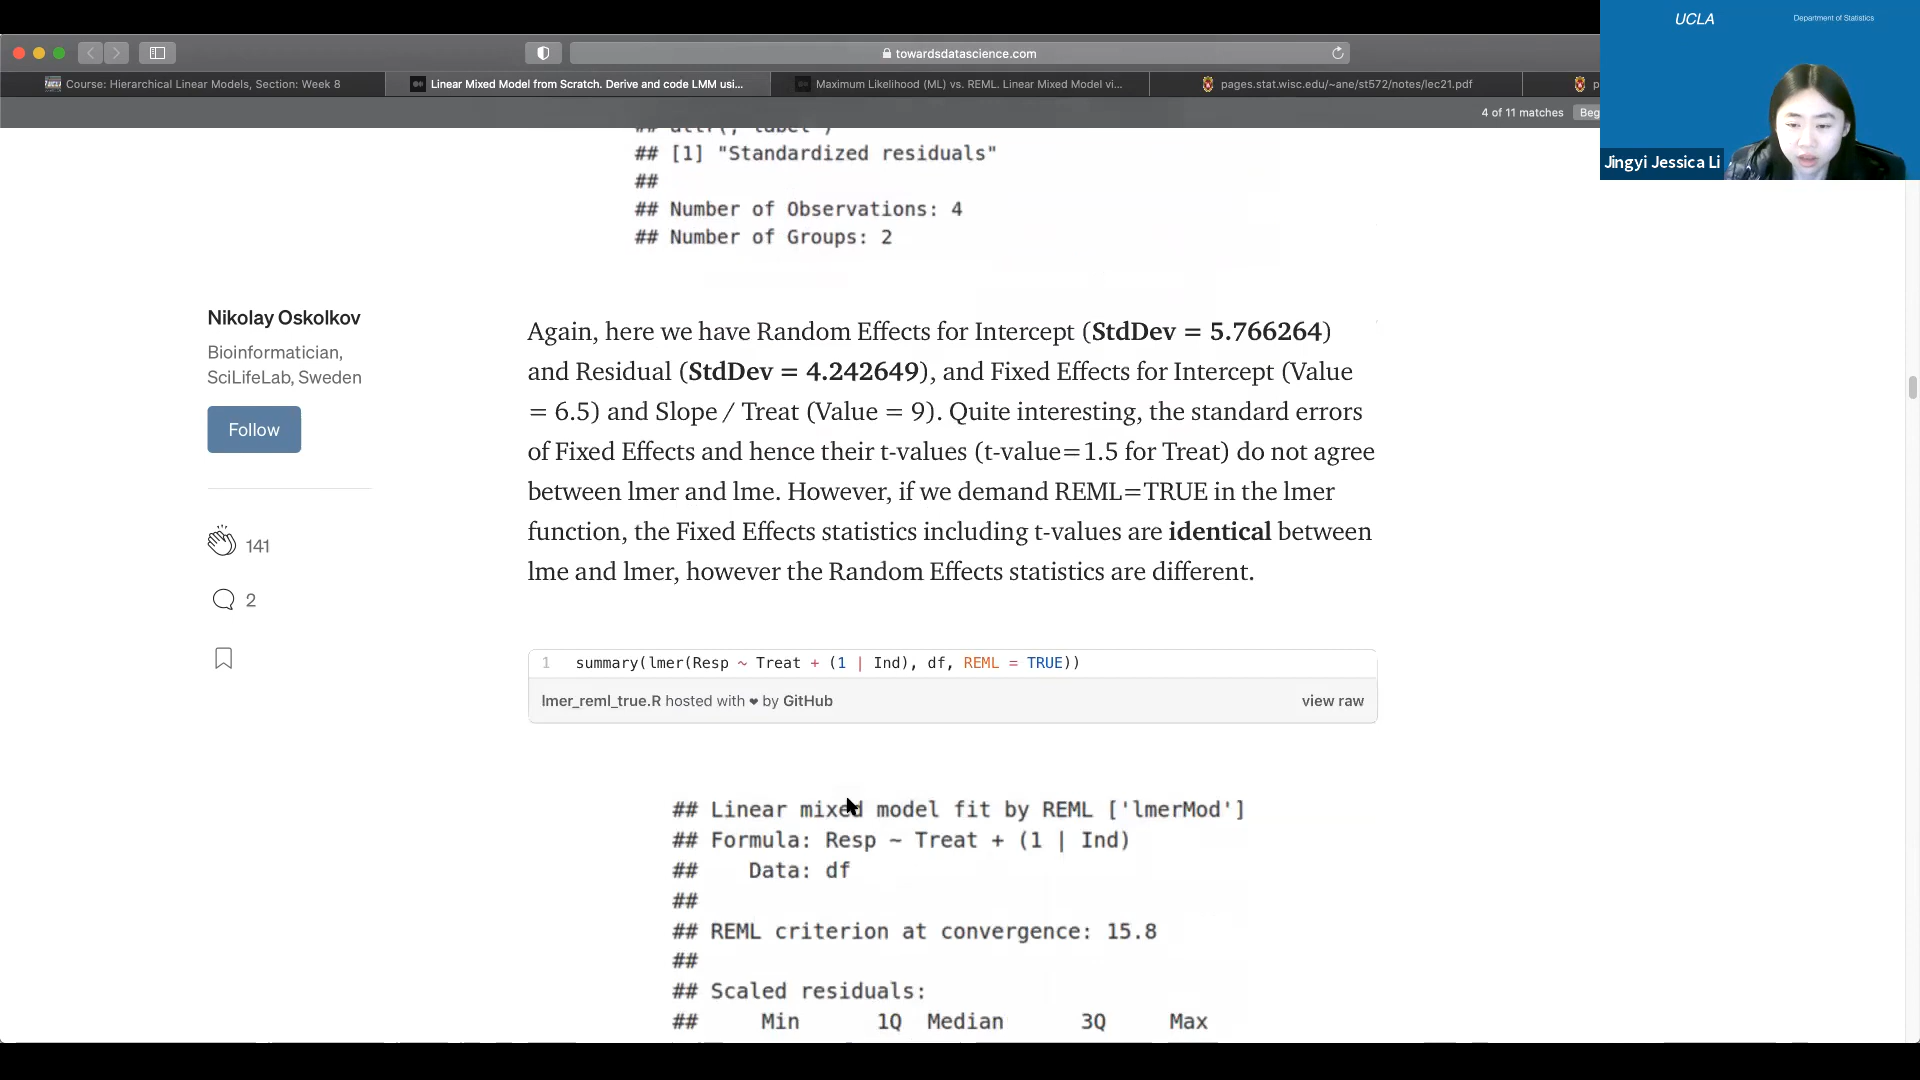 UCLA
Department of Statistics
towardsdatascience.com
Course: Hierarchical Linear Models, Section: Week 8
Linear Mixed Model from Scratch. Derive and code LMM usi...
Maximum Likelihood (ML) vs. REML. Linear Mixed Model vi...
pages.stat.wisc.edu/~ane/st572/notes/lec21.pdf
4 of 11 matches
Jingyi Jessica Li
## [1] "Standardized residuals"
##
## Number of Observations: 4
## Number of Groups: 2
Nikolay Oskolkov
Bioinformatician,
SciLifeLab, Sweden
Follow
141
2
Again, here we have Random Effects for Intercept (StdDev = 5.766264)
and Residual (StdDev = 4.242649), and Fixed Effects for Intercept (Value
= 6.5) and Slope / Treat (Value = 9). Quite interesting, the standard errors
of Fixed Effects and hence their t-values (t-value=1.5 for Treat) do not agree
between lmer and lme. However, if we demand REML=TRUE in the lmer
function, the Fixed Effects statistics including t-values are identical between
lme and lmer, however the Random Effects statistics are different.
1 summary(lmer(Resp ~ Treat + (1 | Ind), df, REML = TRUE))
lmer_reml_true.R hosted with ❤ by GitHub view raw
## Linear mixed model fit by REML ['lmerMod']
## Formula: Resp ~ Treat + (1 | Ind)
## Data: df
##
## REML criterion at convergence: 15.8
##
## Scaled residuals:
## Min 1Q Median 3Q Max